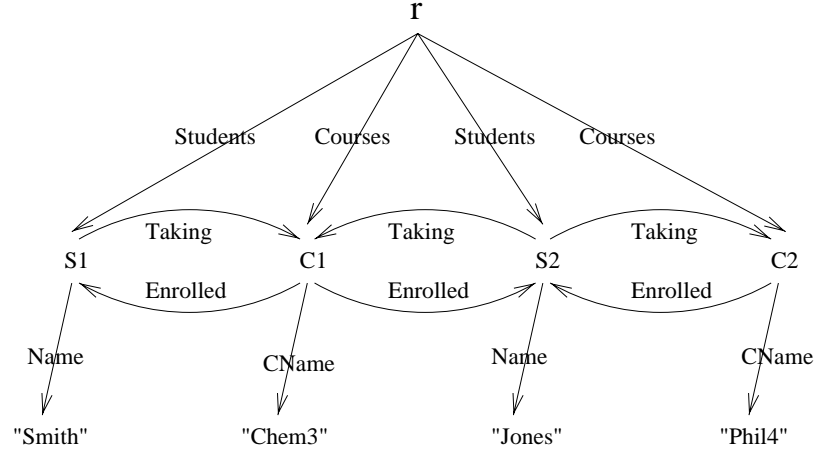 r
Students Courses Students Courses
Taking Taking Taking
S1 C1 S2 C2
Enrolled Enrolled Enrolled
Name CName Name CName
"Smith" "Chem3" "Jones" "Phil4"